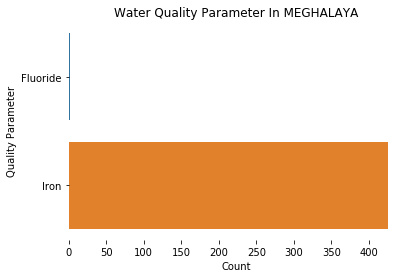 Water Quality Parameter In MEGHALAYA
Quality Parameter
Fluoride
Iron
0 50 100 150 200 250 300 350 400
Count